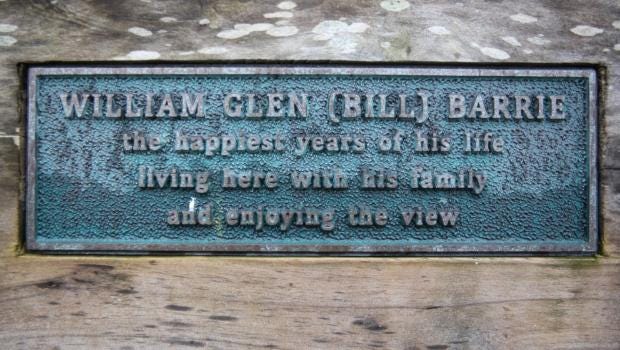 WILLIAM GLEN (BILL) BARRIE
the happiest years of his life
living here with his family
and enjoying the view